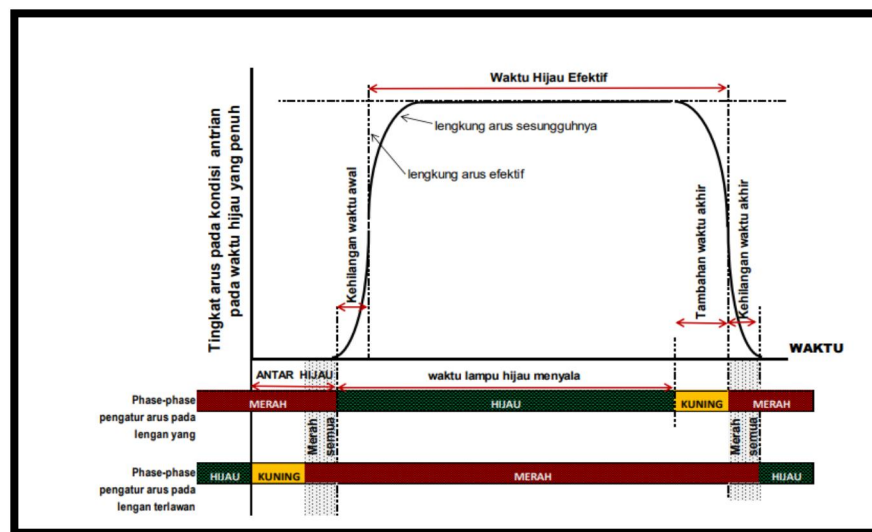 Waktu Hijau Efektif
Tingkat arus pada kondisi antrian
pada waktu hijau yang penuh
lengkung arus sesungguhnya
lengkung arus efektif
Kehilangan waktu awal
Tambahan waktu akhir
Kehilangan waktu akhir
WAKTU
ANTAR HIJAU
waktu lampu hijau menyala
Phase-phase
pengatur arus pada
lengan yang
MERAH
HIJAU
KUNING
MERAH
Merah
semua
Merah
semua
Phase-phase
pengatur arus pada
lengan terlawan
HIJAU
KUNING
MERAH
HIJAU